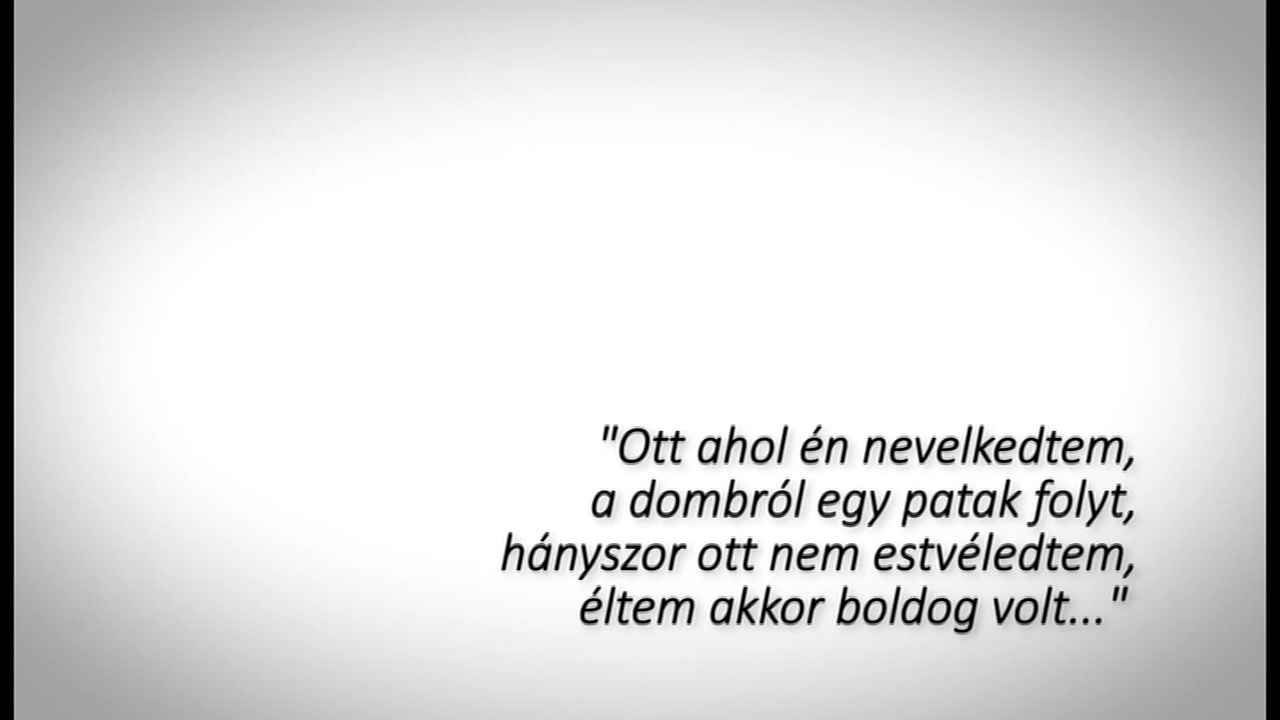 "Ott ahol én nevelkedtem,
a dombról egy patak folyt,
hányszor ott nem estvéledtem,
éltem akkor boldog volt..."